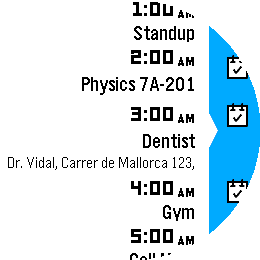 1:00 AM
Standup
2:00 AM
Physics 7A-201
3:00 AM
Dentist
Dr. Vidal, Carrer de Mallorca 123,
4:00 AM
Gym
5:00 AM